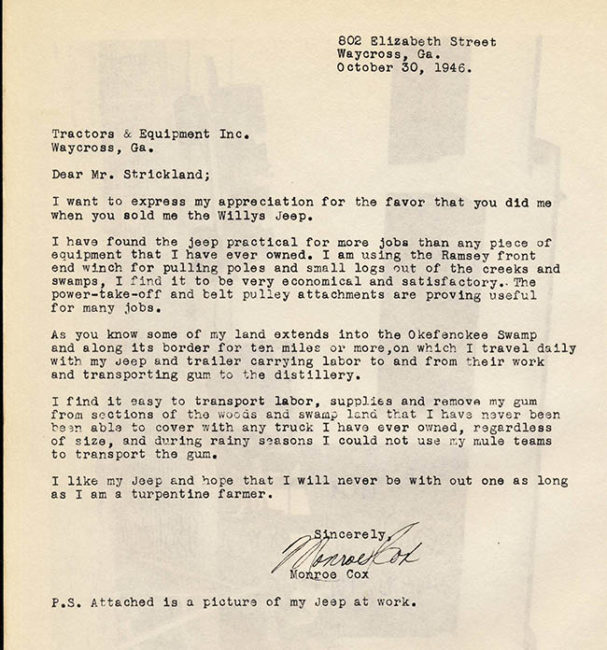 802 Elizabeth Street
Waycross, Ga.
October 30, 1946.
Tractors & Equipment Inc.
Waycross, Ga.
Dear Mr. Strickland;
I want to express my appreciation for the favor that you did me
when you sold me the Willys Jeep.
I have found the jeep practical for more jobs than any piece of
equipment that I have ever owned. I am using the Ramsey front
end winch for pulling poles and small logs out of the creeks and
swamps, I find it to be very economical and satisfactory. The
power-take-off and belt pulley attachments are proving useful
for many jobs.
As you know some of my land extends into the Okefenokee Swamp
and along its border for ten miles or more,on which I travel daily
with my Jeep and trailer carrying labor to and from their work
and transporting gum to the distillery.
I find it easy to transport labor, supplies and remove my gum
from sections of the woods and swamp land that I have never been
been able to cover with any truck I have ever owned, regardless
of size, and during rainy seasons I could not use my mule teams
to transport the gum.
I like my Jeep and hope that I will never be with out one as long
as I am a turpentine farmer.
Sincerely,
Monroe Cox
Monroe Cox
P.S. Attached is a picture of my Jeep at work.